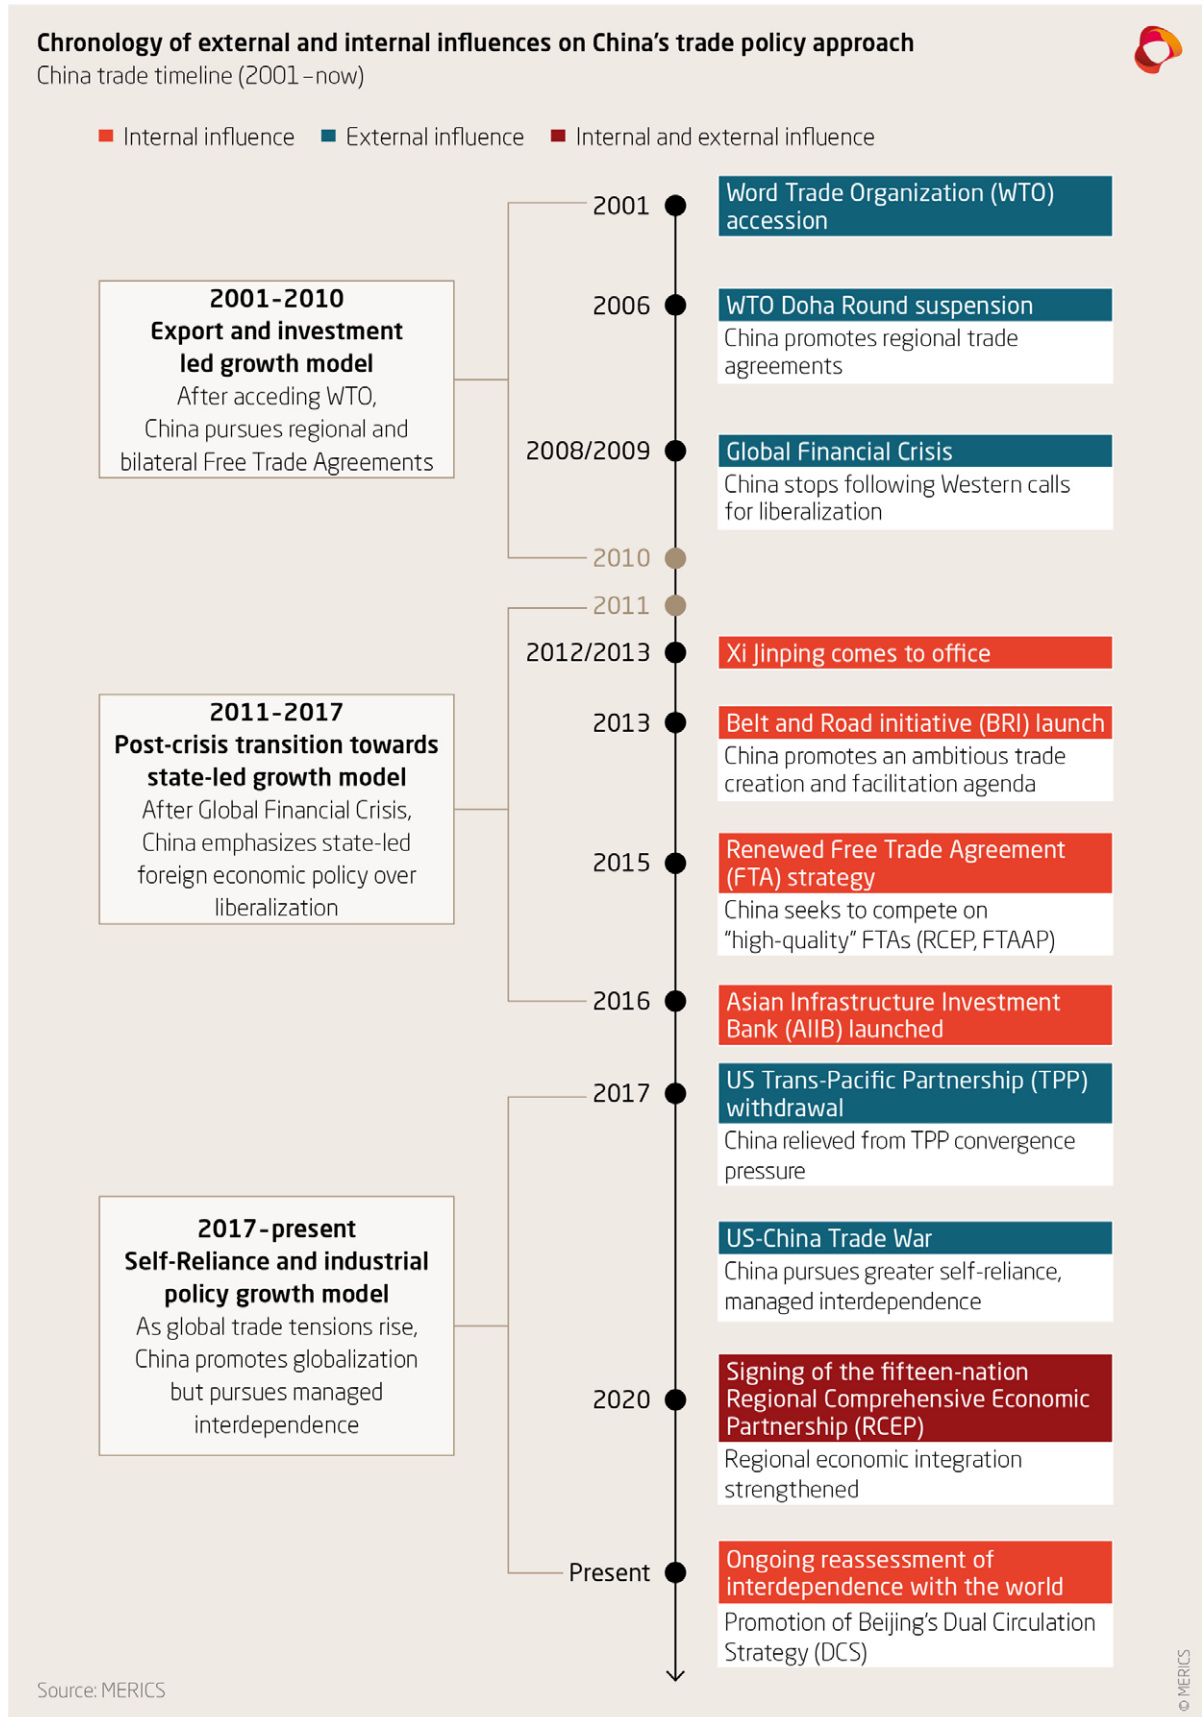 Chronology of external and internal influences on China's trade policy approach
China trade timeline (2001–now)
Internal influence
External influence
Internal and external influence
2001
Word Trade Organization (WTO)
accession
2001–2010
Export and investment
led growth model
After acceding WTO,
China pursues regional and
bilateral Free Trade Agreements
2006
WTO Doha Round suspension
China promotes regional trade
agreements
2008/2009
Global Financial Crisis
China stops following Western calls
for liberalization
2010
2011
2012/2013
Xi Jinping comes to office
2011–2017
Post-crisis transition towards
state-led growth model
After Global Financial Crisis,
China emphasizes state-led
foreign economic policy over
liberalization
2013
Belt and Road initiative (BRI) launch
China promotes an ambitious trade
creation and facilitation agenda
2015
Renewed Free Trade Agreement
(FTA) strategy
China seeks to compete on
"high-quality" FTAs (RCEP, FTAAP)
2016
Asian Infrastructure Investment
Bank (AIIB) launched
2017
US Trans-Pacific Partnership (TPP)
withdrawal
China relieved from TPP convergence
pressure
2017–present
Self-Reliance and industrial
policy growth model
As global trade tensions rise,
China promotes globalization
but pursues managed
interdependence
US-China Trade War
China pursues greater self-reliance,
managed interdependence
2020
Signing of the fifteen-nation
Regional Comprehensive Economic
Partnership (RCEP)
Regional economic integration
strengthened
Present
Ongoing reassessment of
interdependence with the world
Promotion of Beijing's Dual Circulation
Strategy (DCS)
Source: MERICS
© MERICS